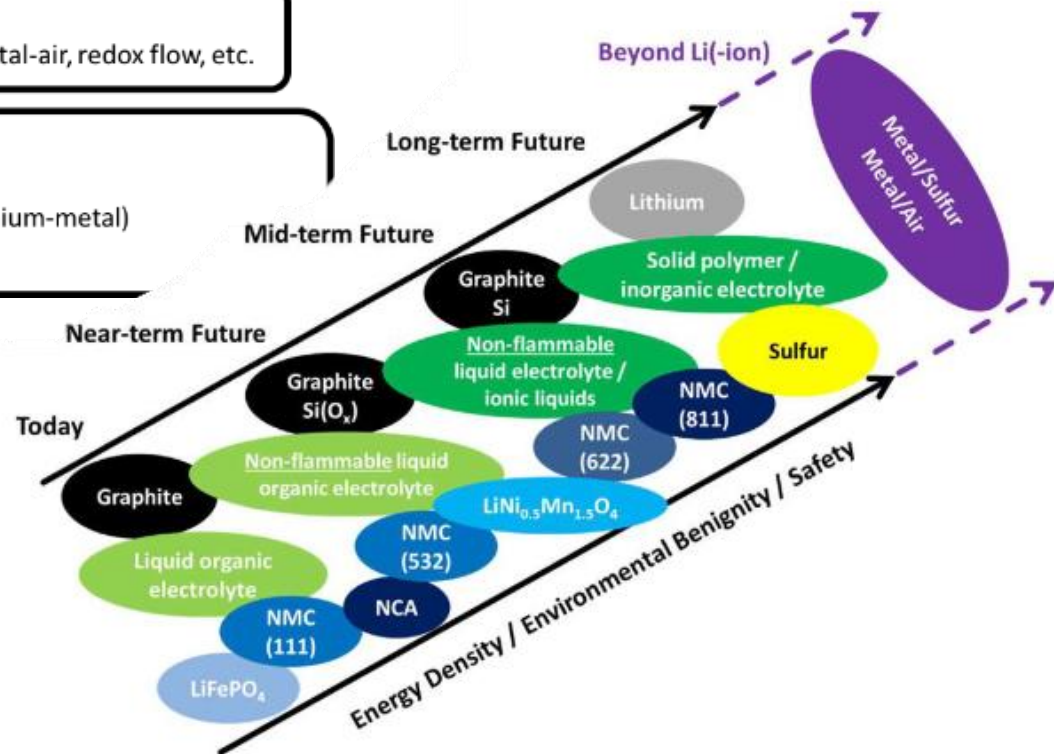 tal-air, redox flow, etc.
ium-metal)
Beyond Li(-ion)
Long-term Future
Mid-term Future
Near-term Future
Today
Metal/Sulfur
Metal/Air
Lithium
Solid polymer /
inorganic electrolyte
Graphite
Si
Sulfur
Non-flammable
liquid electrolyte /
ionic liquids
Graphite
Si(Oₓ)
NMC
(811)
NMC
(622)
Non-flammable liquid
organic electrolyte
Graphite
LiNi₀.₅Mn₁.₅O₄
NMC
(532)
Liquid organic
electrolyte
NCA
NMC
(111)
LiFePO₄
Energy Density / Environmental Benignity / Safety